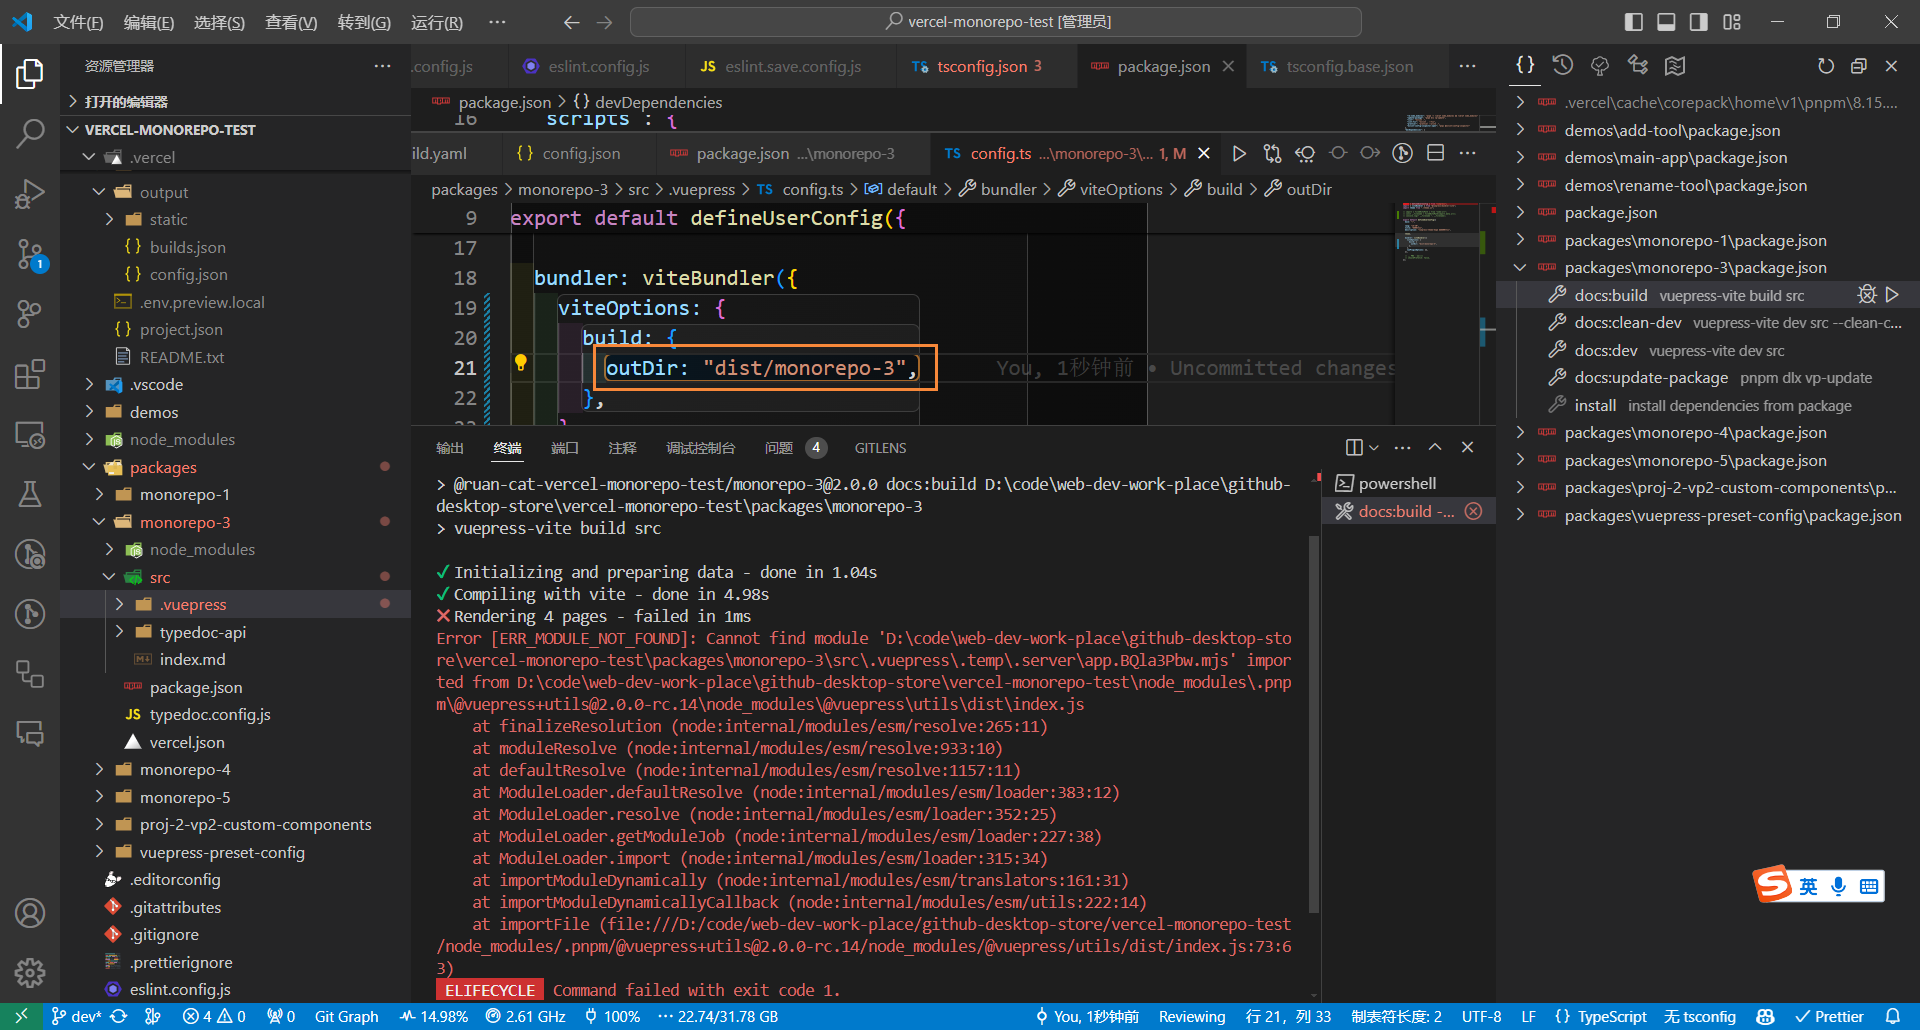 文件(F) 编辑(E) 选择(S) 查看(V) 转到(G) 运行(R) ··· vercel-monorepo-test [管理员]
资源管理器 ···
打开的编辑器
VERCEL-MONOREPO-TEST
.vercel
output
static
{} builds.json
{} config.json
.env.preview.local
{} project.json
README.txt
.vscode
demos
node_modules
packages
monorepo-1
monorepo-3
node_modules
src
.vuepress
typedoc-api
index.md
package.json
JS typedoc.config.js
vercel.json
monorepo-4
monorepo-5
proj-2-vp2-custom-components
vuepress-preset-config
.editorconfig
.gitattributes
.gitignore
.prettierignore
eslint.config.js
1
.config.js eslint.config.js JS eslint.save.config.js TS tsconfig.json 3 package.json TS tsconfig.base.json ···
package.json > {} devDependencies
16 scripts : {
ild.yaml {} config.json package.json ...\monorepo-3 TS config.ts ...\monorepo-3\... 1, M ···
packages > monorepo-3 > src > .vuepress > TS config.ts > default > bundler > viteOptions > build > outDir
9 export default defineUserConfig({
17
18 bundler: viteBundler({
19 viteOptions: {
20 build: {
21 outDir: "dist/monorepo-3", You, 1秒钟前 • Uncommitted changes
22 },
输出 终端 端口 注释 调试控制台 问题 4 GITLENS ···
> @ruan-cat-vercel-monorepo-test/monorepo-3@2.0.0 docs:build D:\code\web-dev-work-place\github-
desktop-store\vercel-monorepo-test\packages\monorepo-3
> vuepress-vite build src
✓ Initializing and preparing data - done in 1.04s
✓ Compiling with vite - done in 4.98s
❌ Rendering 4 pages - failed in 1ms
Error [ERR_MODULE_NOT_FOUND]: Cannot find module 'D:\code\web-dev-work-place\github-desktop-sto
re\vercel-monorepo-test\packages\monorepo-3\src\.vuepress\.temp\.server\app.BQla3Pbw.mjs' impor
ted from D:\code\web-dev-work-place\github-desktop-store\vercel-monorepo-test\node_modules\.pnp
m\@vuepress+utils@2.0.0-rc.14\node_modules\@vuepress\utils\dist\index.js
at finalizeResolution (node:internal/modules/esm/resolve:265:11)
at moduleResolve (node:internal/modules/esm/resolve:933:10)
at defaultResolve (node:internal/modules/esm/resolve:1157:11)
at ModuleLoader.defaultResolve (node:internal/modules/esm/loader:383:12)
at ModuleLoader.resolve (node:internal/modules/esm/loader:352:25)
at ModuleLoader.getModuleJob (node:internal/modules/esm/loader:227:38)
at ModuleLoader.import (node:internal/modules/esm/loader:315:34)
at importModuleDynamically (node:internal/modules/esm/translators:161:31)
at importModuleDynamicallyCallback (node:internal/modules/esm/utils:222:14)
at importFile (file:///D:/code/web-dev-work-place/github-desktop-store/vercel-monorepo-test
/node_modules/.pnpm/@vuepress+utils@2.0.0-rc.14/node_modules/@vuepress/utils/dist/index.js:73:6
3)
ELIFECYCLE Command failed with exit code 1.
powershell
docs:build -...
{}
.vercel\cache\corepack\home\v1\pnpm\8.15....
demos\add-tool\package.json
demos\main-app\package.json
demos\rename-tool\package.json
package.json
packages\monorepo-1\package.json
packages\monorepo-3\package.json
docs:build vuepress-vite build src
docs:clean-dev vuepress-vite dev src --clean-c...
docs:dev vuepress-vite dev src
docs:update-package pnpm dlx vp-update
install install dependencies from package
packages\monorepo-4\package.json
packages\monorepo-5\package.json
packages\proj-2-vp2-custom-components\p...
packages\vuepress-preset-config\package.json
S 英
dev* 4 0 0 Git Graph 14.98% 2.61 GHz 100% ··· 22.74/31.78 GB You, 1秒钟前 Reviewing 行 21，列 33 制表符长度: 2 UTF-8 LF {} TypeScript 无 tsconfig Prettier